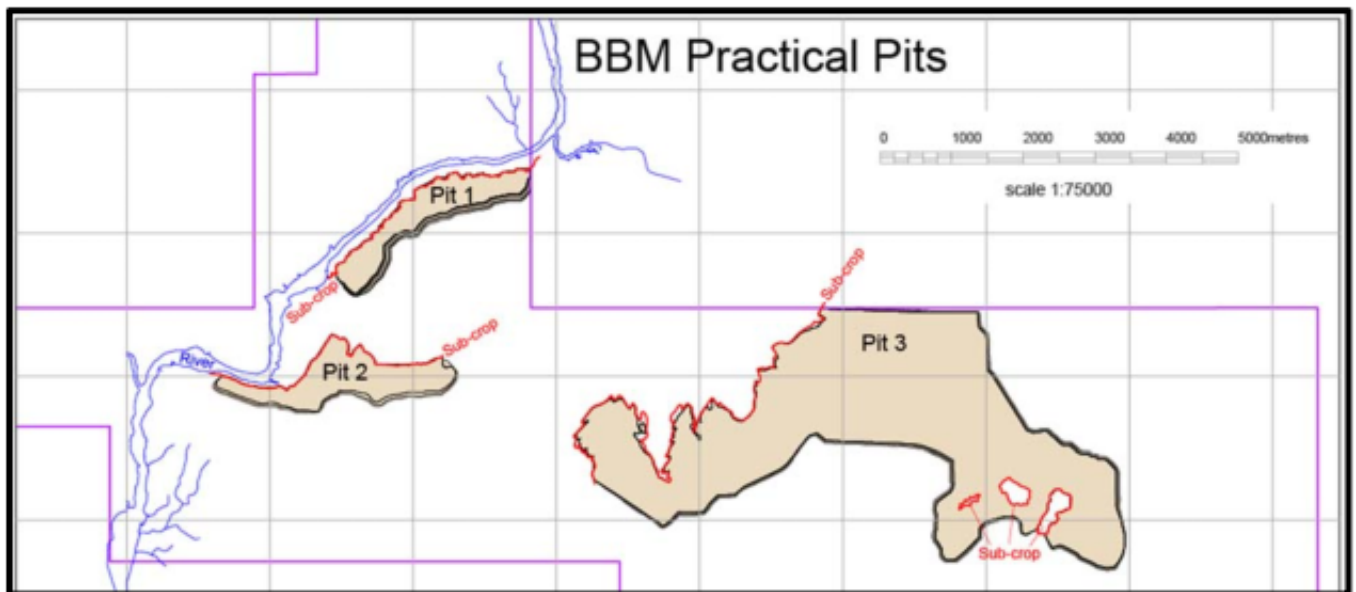 BBM Practical Pits
0 1000 2000 3000 4000 5000metres
scale 1:75000
Pit 1
Sub-crop
Sub-crop
River
Pit 2
Sub-crop
Pit 3
Sub-crop